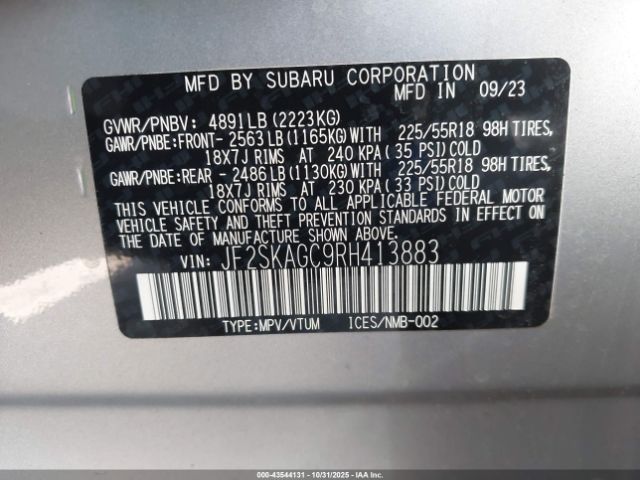 MFD BY SUBARU CORPORATION
MFD IN 09/23
GVWR/PNBV: 4891LB(2223KG)
GAWR/PNBE:FRONT-2563LB(1165KG)WITH 225/55R18 98H TIRES,
18X7J RIMS AT 240 KPA(35 PSI)COLD
GAWR/PNBE:REAR -2486LB(1130KG)WITH 225/55R18 98H TIRES,
18X7J RIMS AT 230 KPA(33 PSI)COLD
THIS VEHICLE CONFORMS TO ALL APPLICABLE FEDERAL MOTOR
VEHICLE SAFETY AND THEFT PREVENTION STANDARDS IN EFFECT
ON THE DATE OF MANUFACTURE SHOWN ABOVE.
VIN: JF2SKAGC9RH413883
TYPE:MPV/VTUM ICES/NMB-002
000-43544131 - 10/31/2025 - IAA Inc.